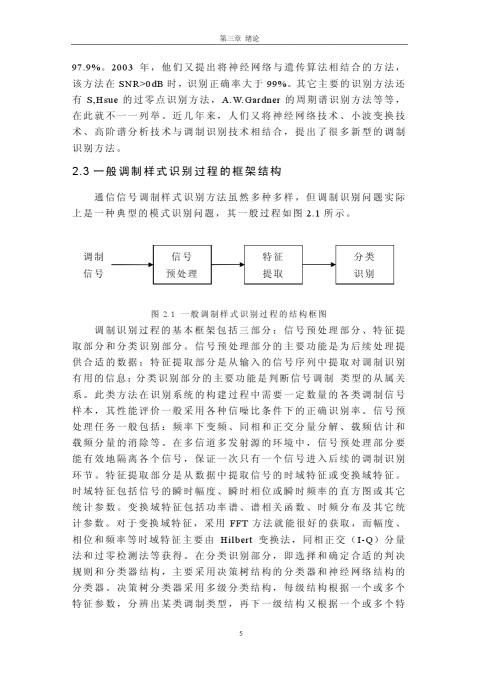 第三章 绪论
97.9%。2003 年，他们又提出将神经网络与遗传算法相结合的方法，
该方法在 SNR>0dB 时，识别正确率大于 99%。其它主要的识别方法还
有 S,Hsue 的过零点识别方法，A.W.Gardner 的周期谱识别方法等等，
在此就不一一列举。近几年来，人们又将神经网络技术、小波变换技
术、高阶谱分析技术与调制识别技术相结合，提出了很多新型的调制
识别方法。
2.3 一般调制样式识别过程的框架结构
通信信号调制样式识别方法虽然多种多样，但调制识别问题实际
上是一种典型的模式识别问题，其一般过程如图 2.1 所示。
调制 信号 特征 分类
信号 预处理 提取 识别
图 2.1 一般调制样式识别过程的结构框图
调制识别过程的基本框架包括三部分：信号预处理部分、特征提
取部分和分类识别部分。信号预处理部分的主要功能是为后续处理提
供合适的数据；特征提取部分是从输入的信号序列中提取对调制识别
有用的信息；分类识别部分的主要功能是判断信号调制 类型的从属关
系。此类方法在识别系统的构建过程中需要一定数量的各类调制信号
样本，其性能评价一般采用各种信噪比条件下的正确识别率。信号预
处理任务一般包括：频率下变频、同相和正交分量分解、载频估计和
载频分量的消除等。在多信道多发射源的环境中，信号预处理部分要
能有效地隔离各个信号，保证一次只有一个信号进入后续的调制识别
环节。特征提取部分是从数据中提取信号的时域特征或变换域特征。
时域特征包括信号的瞬时幅度、瞬时相位或瞬时频率的直方图或其它
统计参数。变换域特征包括功率谱、谱相关函数、时频分布及其它统
计参数。对于变换域特征，采用 FFT 方法就能很好的获取，而幅度、
相位和频率等时域特征主要由 Hilbert 变换法，同相正交（I-Q）分量
法和过零检测法等获得。在分类识别部分，即选择和确定合适的判决
规则和分类器结构，主要采用决策树结构的分类器和神经网络结构的
分类器。决策树分类器采用多级分类结构，每级结构根据一个或多个
特征参数，分辨出某类调制类型，再下一级结构又根据一个或多个特
5